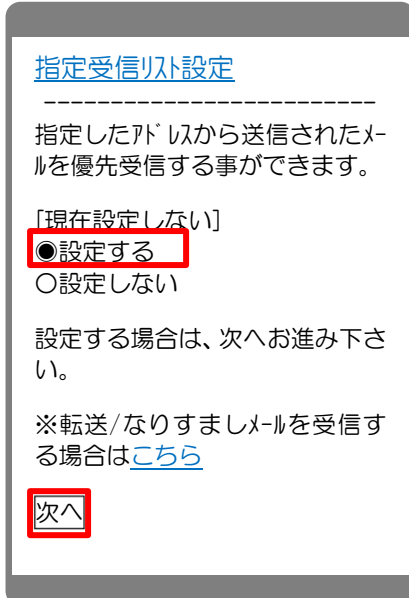 指定受信ﾘｽﾄ設定
-------------------------
指定したｱﾄﾞﾚｽから送信されたﾒｰ
ﾙを優先受信する事ができます。
[現在設定しない]
◉設定する
○設定しない
設定する場合は､次へお進み下さ
い。
※転送/なりすましﾒｰﾙを受信す
る場合はこちら
次へ